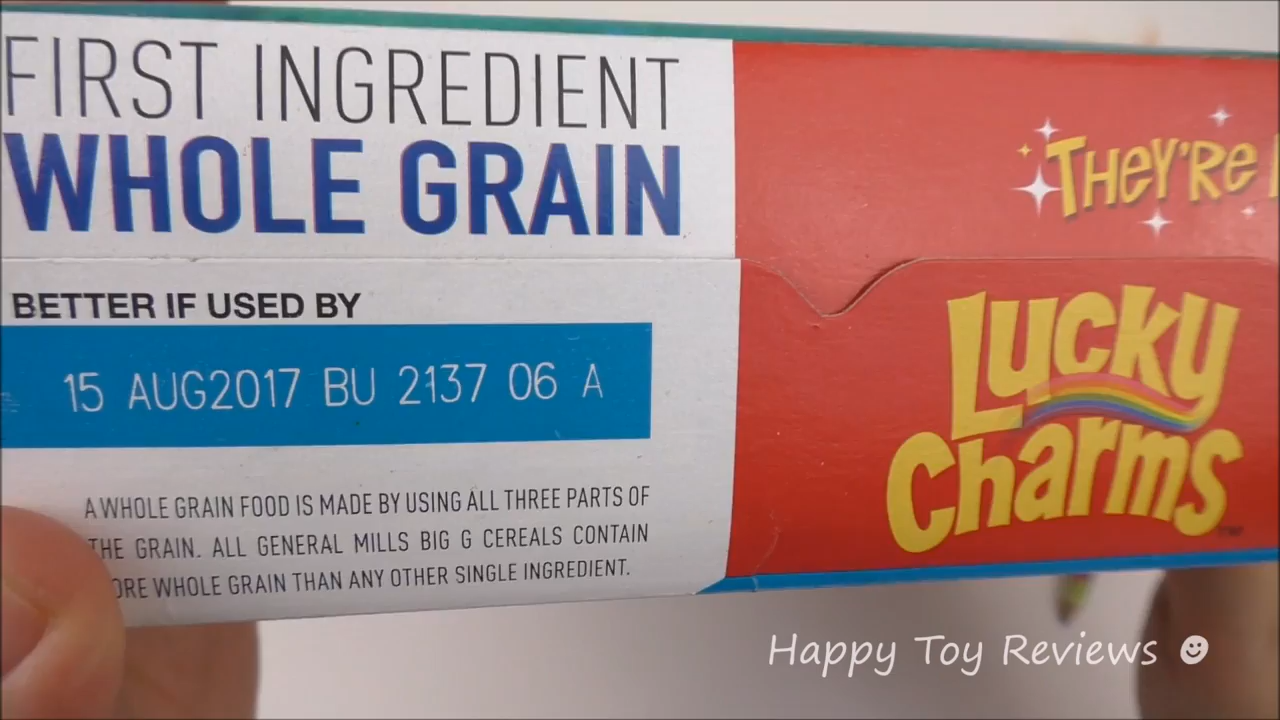 FIRST INGREDIENT
WHOLE GRAIN
BETTER IF USED BY
15 AUG2017 BU 2137 06 A
A WHOLE GRAIN FOOD IS MADE BY USING ALL THREE PARTS OF
THE GRAIN. ALL GENERAL MILLS BIG G CEREALS CONTAIN
WHOLE GRAIN THAN ANY OTHER SINGLE INGREDIENT.
THEY'RE
Lucky
Charms
Happy Toy Reviews